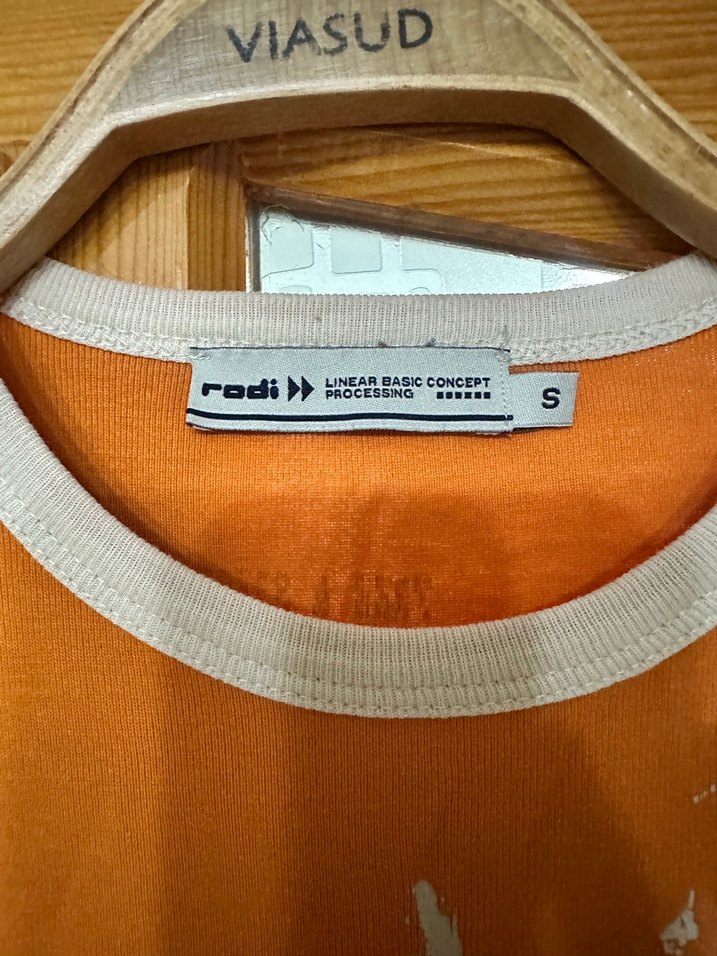 VIASUD
rodi LINEAR BASIC CONCEPT
PROCESSING
S